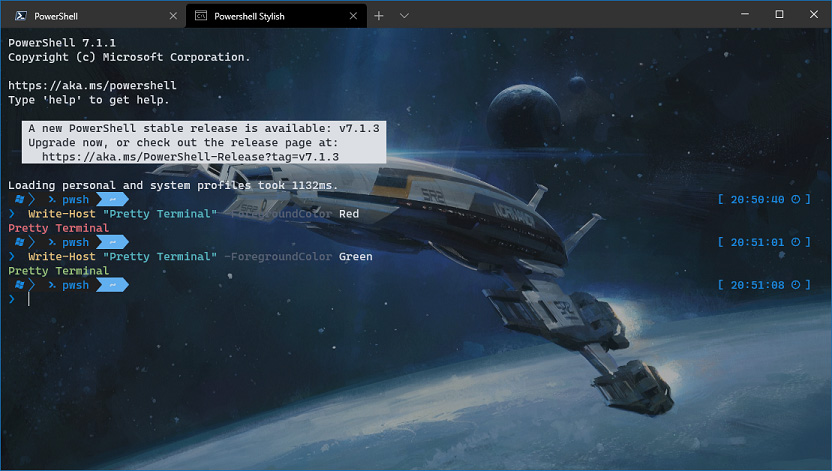 PowerShell
Powershell Stylish
PowerShell 7.1.1
Copyright (c) Microsoft Corporation.
https://aka.ms/powershell
Type 'help' to get help.
A new PowerShell stable release is available: v7.1.3
Upgrade now, or check out the release page at:
https://aka.ms/PowerShell-Release?tag=v7.1.3
Loading personal and system profiles took 1132ms.
pwsh ~ [ 20:50:40 ]
❯ Write-Host "Pretty Terminal" -ForegroundColor Red
Pretty Terminal
pwsh ~ [ 20:51:01 ]
❯ Write-Host "Pretty Terminal" -ForegroundColor Green
Pretty Terminal
pwsh ~ [ 20:51:08 ]
❯
SR2
NORMANDY